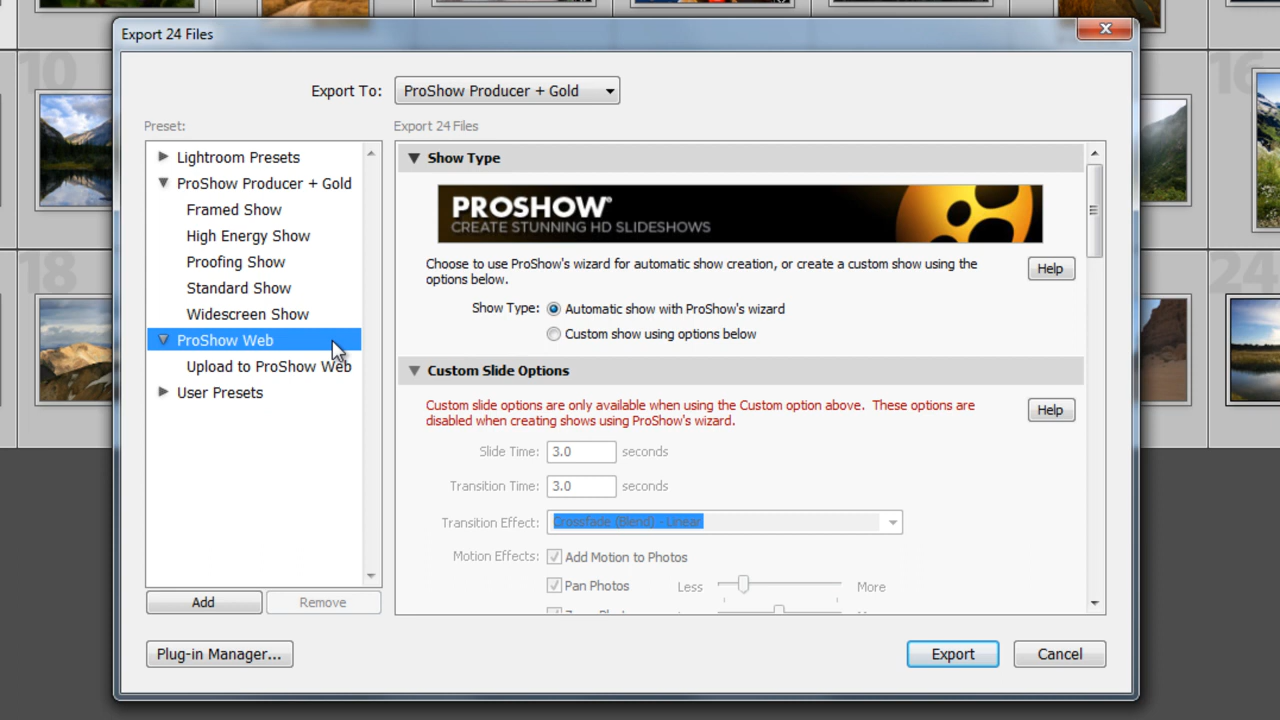 10
16
18
24
Export 24 Files
Export To: ProShow Producer + Gold
Preset:
Export 24 Files
Lightroom Presets
ProShow Producer + Gold
Framed Show
High Energy Show
Proofing Show
Standard Show
Widescreen Show
ProShow Web
Upload to ProShow Web
User Presets
Add
Remove
Plug-in Manager...
Show Type
PROSHOW®
CREATE STUNNING HD SLIDESHOWS
Choose to use ProShow's wizard for automatic show creation, or create a custom show using the
options below.
Help
Show Type: Automatic show with ProShow's wizard
Custom show using options below
Custom Slide Options
Custom slide options are only available when using the Custom option above. These options are
disabled when creating shows using ProShow's wizard.
Help
Slide Time: 3.0 seconds
Transition Time: 3.0 seconds
Transition Effect: Crossfade (Blend) - Linear
Motion Effects: Add Motion to Photos
Pan Photos Less More
Export
Cancel